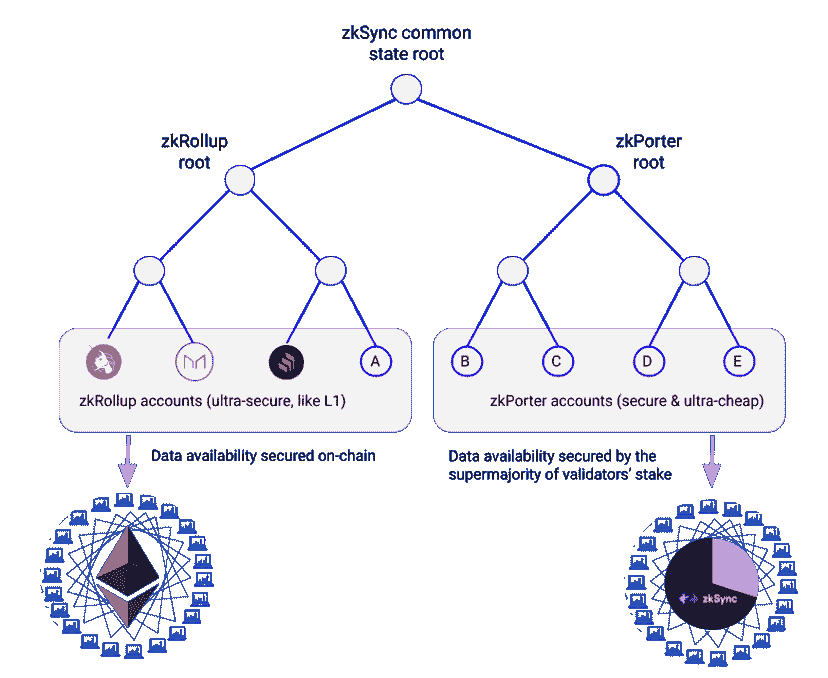 zkSync common
state root
zkRollup
root
zkPorter
root
A
B
C
D
E
zkRollup accounts (ultra-secure, like L1)
zkPorter accounts (secure & ultra-cheap)
Data availability secured on-chain
Data availability secured by the
supermajority of validators’ stake
zkSync